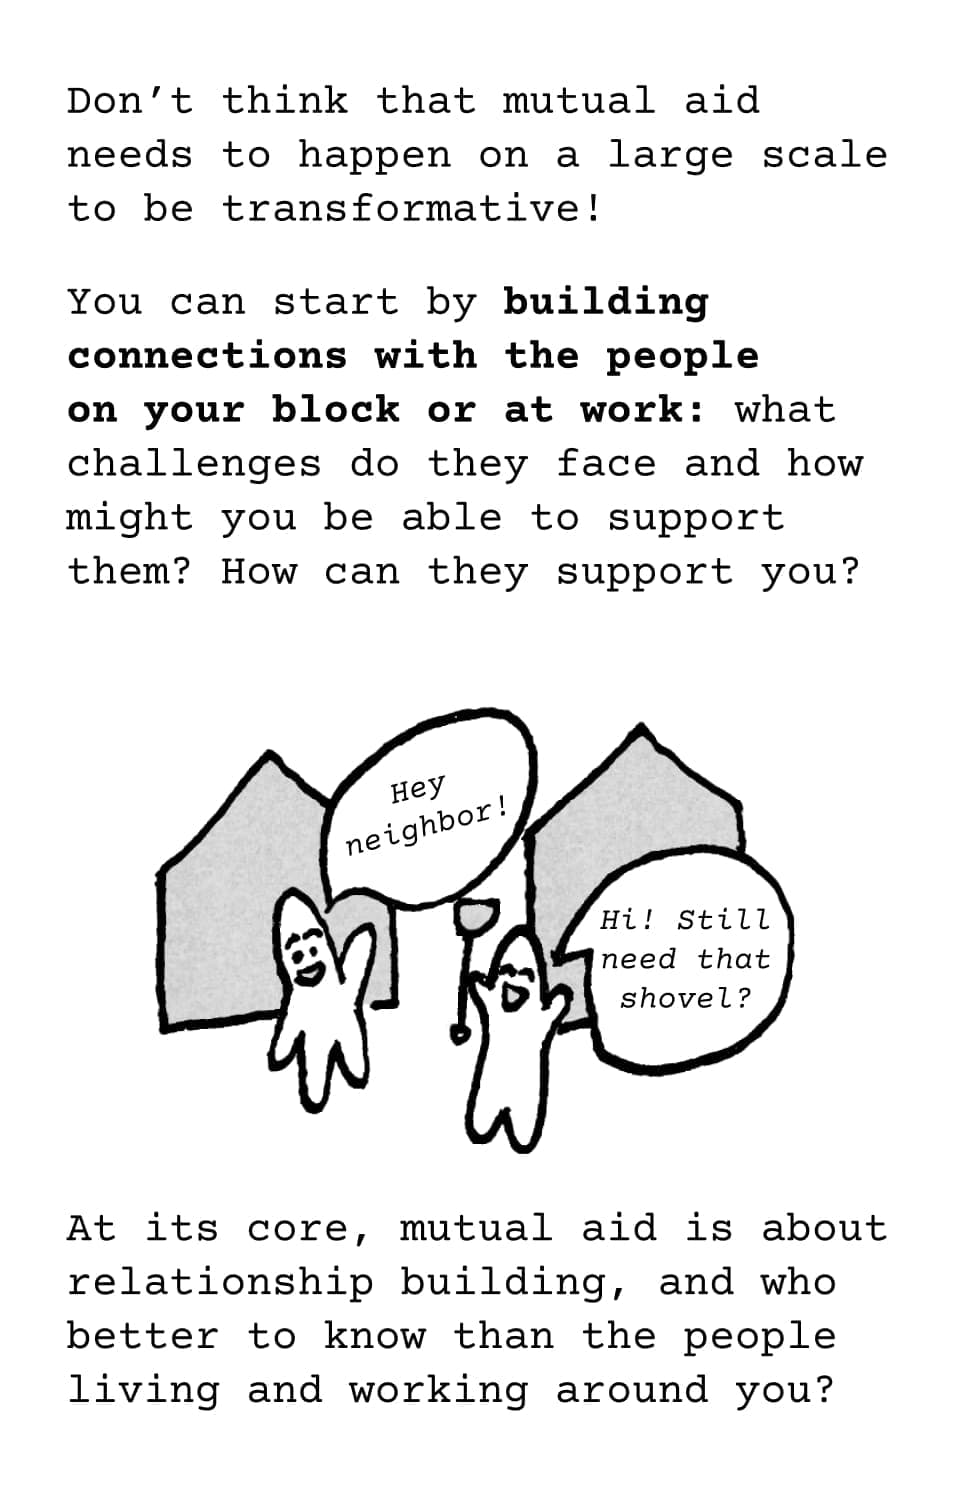 Don’t think that mutual aid
needs to happen on a large scale
to be transformative!
You can start by building
connections with the people
on your block or at work: what
challenges do they face and how
might you be able to support
them? How can they support you?
Hey
neighbor!
Hi! Still
need that
shovel?
At its core, mutual aid is about
relationship building, and who
better to know than the people
living and working around you?